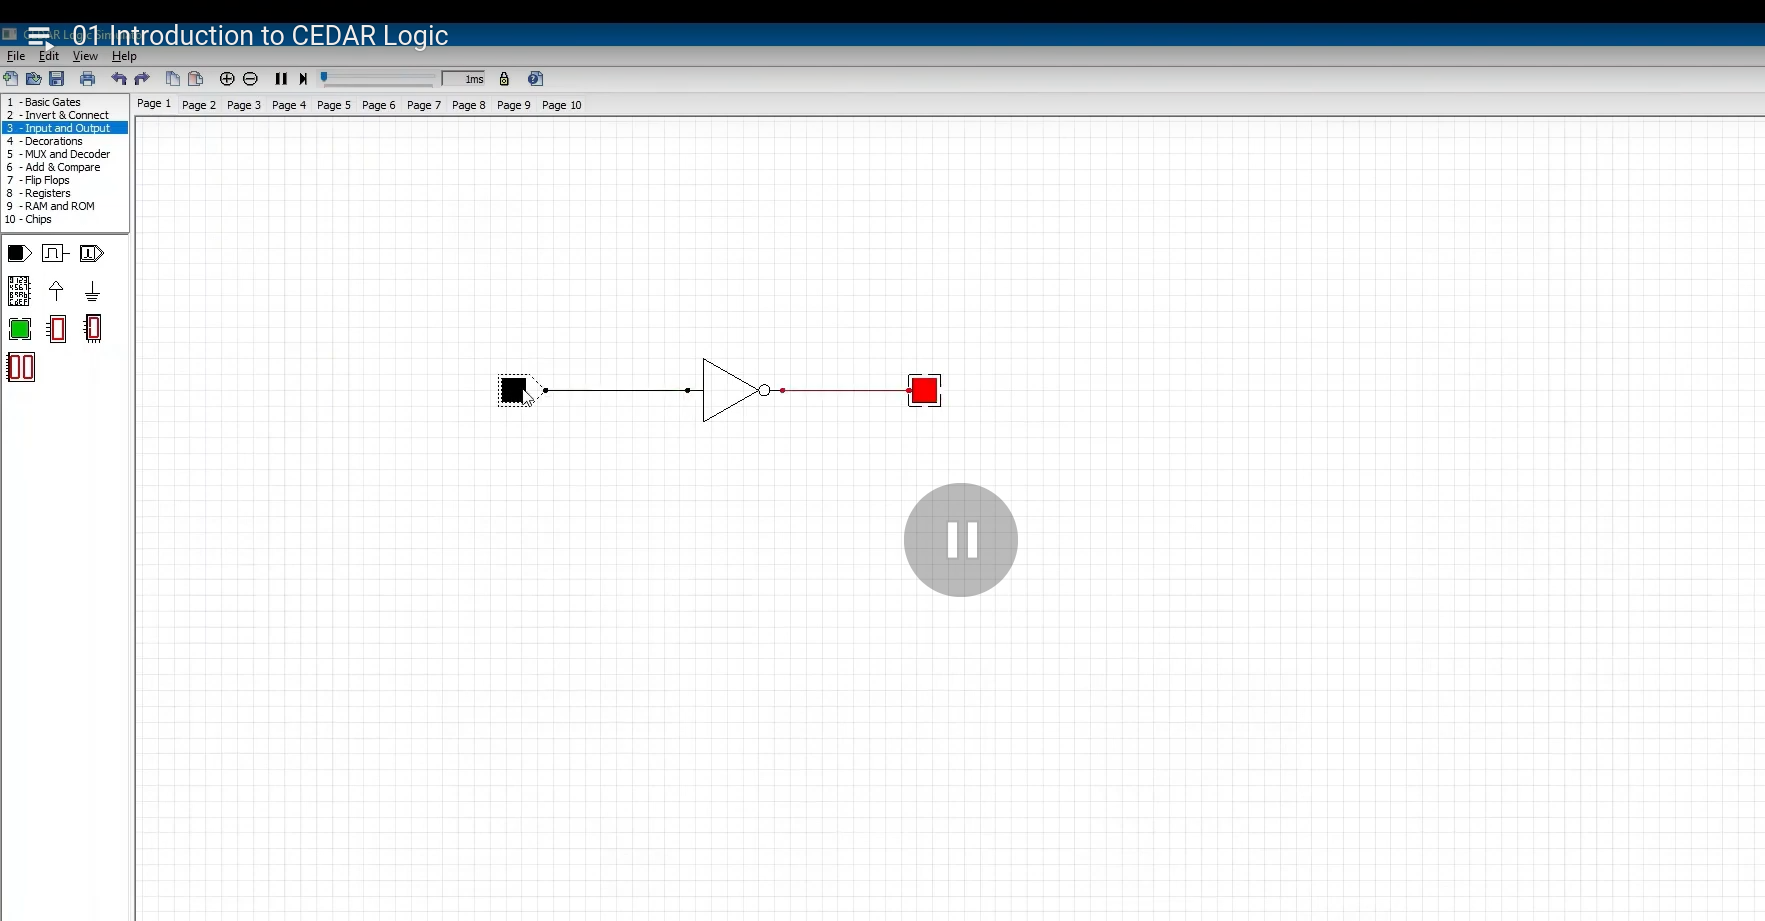 01 Introduction to CEDAR Logic
File Edit View Help
1ms
1 - Basic Gates
2 - Invert & Connect
3 - Input and Output
4 - Decorations
5 - MUX and Decoder
6 - Add & Compare
7 - Flip Flops
8 - Registers
9 - RAM and ROM
10 - Chips
Page 1 Page 2 Page 3 Page 4 Page 5 Page 6 Page 7 Page 8 Page 9 Page 10